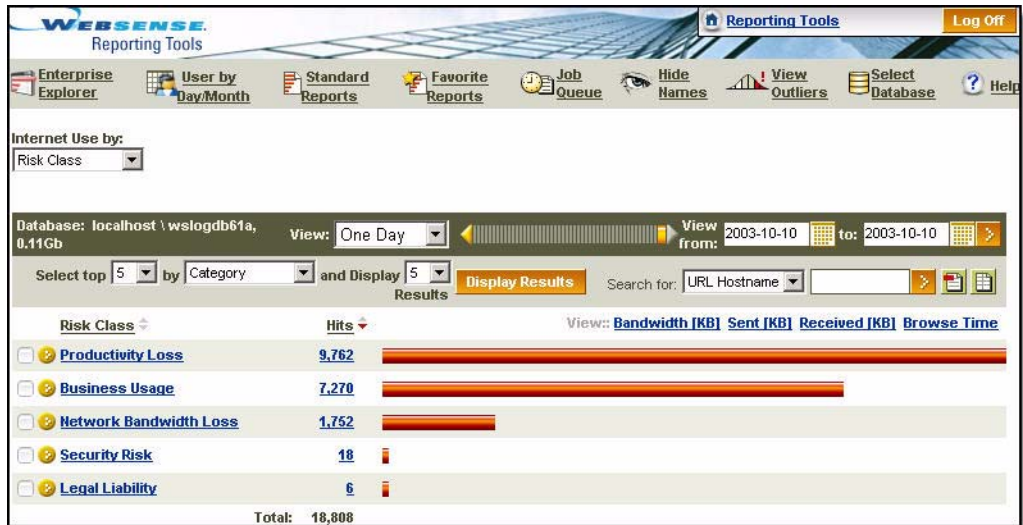 WEBSENSE.
Reporting Tools
Reporting Tools
Log Off
Enterprise Explorer
User by Day/Month
Standard Reports
Favorite Reports
Job Queue
Hide Names
View Outliers
Select Database
Help
Internet Use by:
Risk Class
Database: localhost \ wslogdb61a, 0.11Gb
View: One Day
View from: 2003-10-10 to: 2003-10-10
Select top 5 by Category and Display 5 Results
Display Results
Search for: URL Hostname
Risk Class Hits View:: Bandwidth [KB] Sent [KB] Received [KB] Browse Time
Productivity Loss 9,762
Business Usage 7,270
Network Bandwidth Loss 1,752
Security Risk 18
Legal Liability 6
Total: 18,808